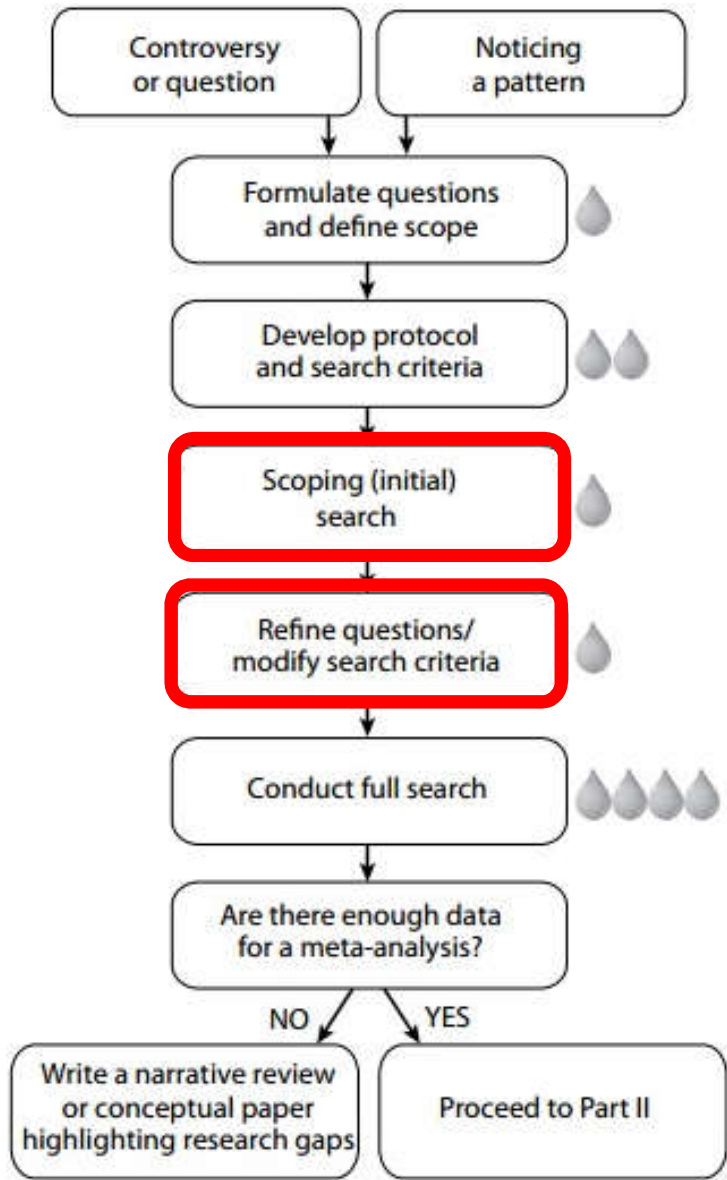 Controversy
or question
Noticing
a pattern
Formulate questions
and define scope
Develop protocol
and search criteria
Scoping (initial)
search
Refine questions/
modify search criteria
Conduct full search
Are there enough data
for a meta-analysis?
NO
YES
Write a narrative review
or conceptual paper
highlighting research gaps
Proceed to Part II